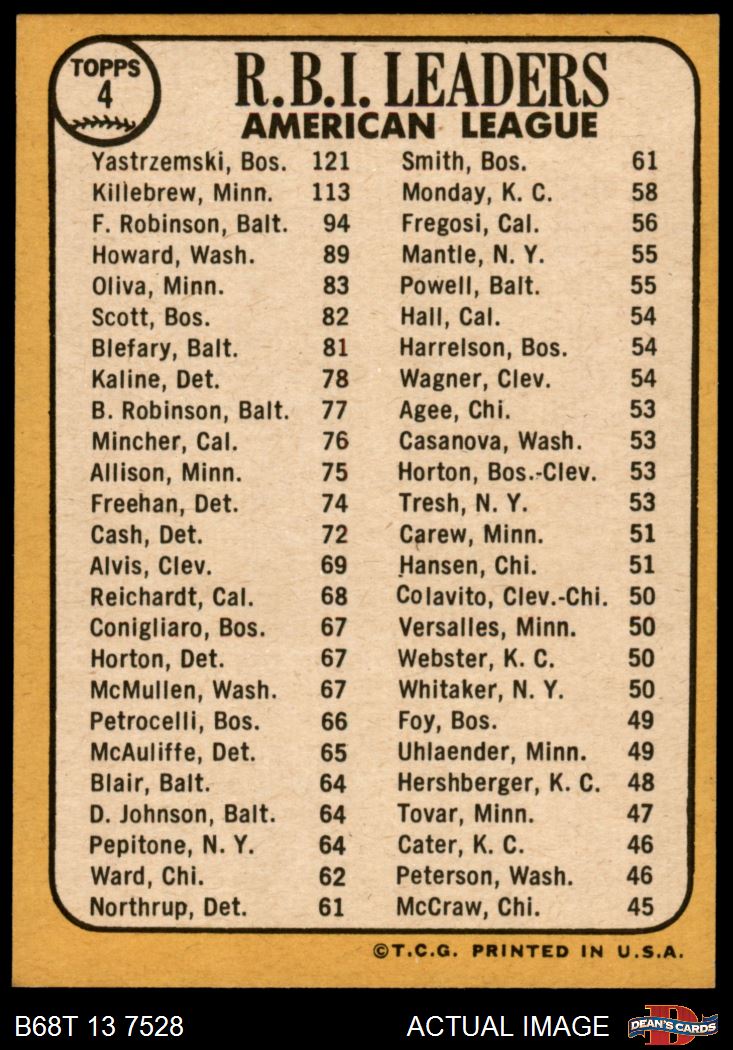 TOPPS
4
R.B.I. LEADERS
AMERICAN LEAGUE
Yastrzemski, Bos. 121
Killebrew, Minn. 113
F. Robinson, Balt. 94
Howard, Wash. 89
Oliva, Minn. 83
Scott, Bos. 82
Blefary, Balt. 81
Kaline, Det. 78
B. Robinson, Balt. 77
Mincher, Cal. 76
Allison, Minn. 75
Freehan, Det. 74
Cash, Det. 72
Alvis, Clev. 69
Reichardt, Cal. 68
Conigliaro, Bos. 67
Horton, Det. 67
McMullen, Wash. 67
Petrocelli, Bos. 66
McAuliffe, Det. 65
Blair, Balt. 64
D. Johnson, Balt. 64
Pepitone, N. Y. 64
Ward, Chi. 62
Northrup, Det. 61
Smith, Bos. 61
Monday, K. C. 58
Fregosi, Cal. 56
Mantle, N. Y. 55
Powell, Balt. 55
Hall, Cal. 54
Harrelson, Bos. 54
Wagner, Clev. 54
Agee, Chi. 53
Casanova, Wash. 53
Horton, Bos.-Clev. 53
Tresh, N. Y. 53
Carew, Minn. 51
Hansen, Chi. 51
Colavito, Clev.-Chi. 50
Versalles, Minn. 50
Webster, K. C. 50
Whitaker, N. Y. 50
Foy, Bos. 49
Uhlaender, Minn. 49
Hershberger, K. C. 48
Tovar, Minn. 47
Cater, K. C. 46
Peterson, Wash. 46
McCraw, Chi. 45
©T.C.G. PRINTED IN U.S.A.
B68T 13 7528
ACTUAL IMAGE
D
DEAN'S CARDS